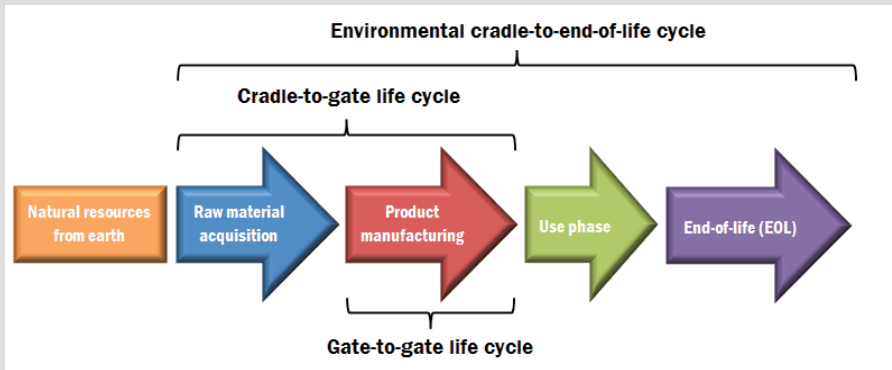 Environmental cradle-to-end-of-life cycle
Cradle-to-gate life cycle
Natural resources
from earth
Raw material
acquisition
Product
manufacturing
Use phase
End-of-life (EOL)
Gate-to-gate life cycle